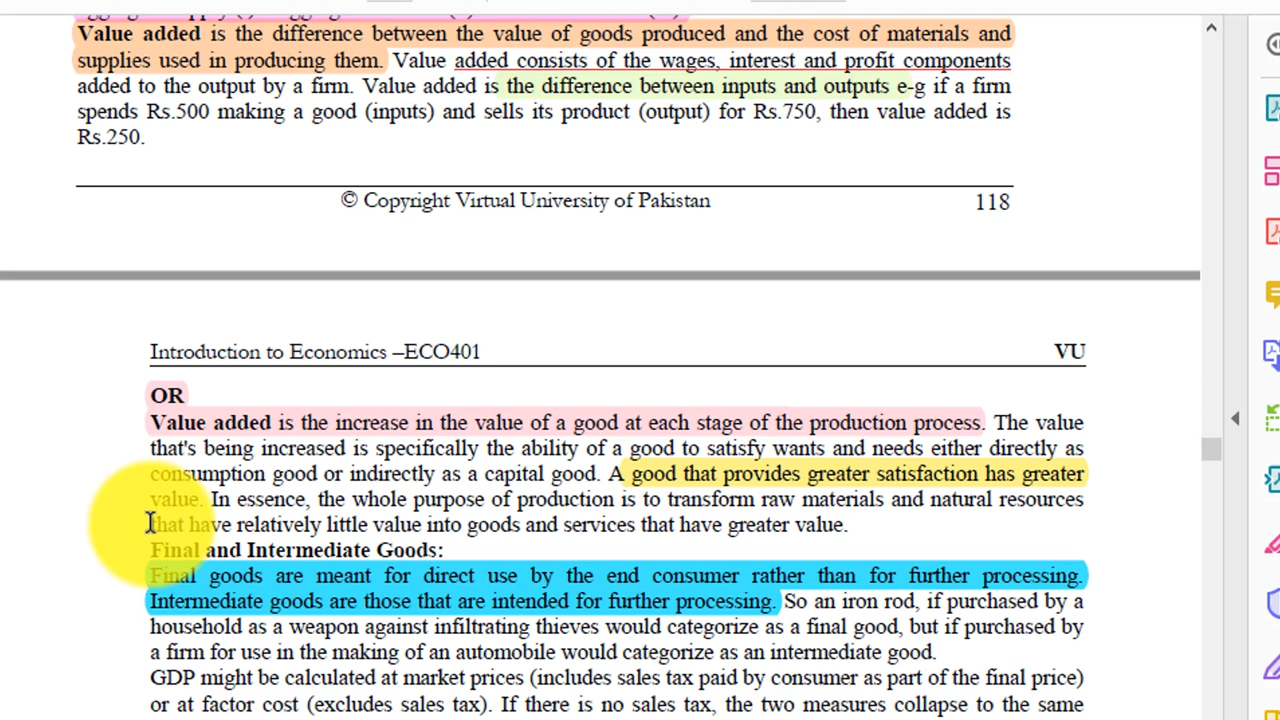 Value added is the difference between the value of goods produced and the cost of materials and
supplies used in producing them. Value added consists of the wages, interest and profit components
added to the output by a firm. Value added is the difference between inputs and outputs e-g if a firm
spends Rs.500 making a good (inputs) and sells its product (output) for Rs.750, then value added is
Rs.250.
© Copyright Virtual University of Pakistan 118
Introduction to Economics –ECO401 VU
OR
Value added is the increase in the value of a good at each stage of the production process. The value
that's being increased is specifically the ability of a good to satisfy wants and needs either directly as
consumption good or indirectly as a capital good. A good that provides greater satisfaction has greater
value. In essence, the whole purpose of production is to transform raw materials and natural resources
that have relatively little value into goods and services that have greater value.
Final and Intermediate Goods:
Final goods are meant for direct use by the end consumer rather than for further processing.
Intermediate goods are those that are intended for further processing. So an iron rod, if purchased by a
household as a weapon against infiltrating thieves would categorize as a final good, but if purchased by
a firm for use in the making of an automobile would categorize as an intermediate good.
GDP might be calculated at market prices (includes sales tax paid by consumer as part of the final price)
or at factor cost (excludes sales tax). If there is no sales tax, the two measures collapse to the same